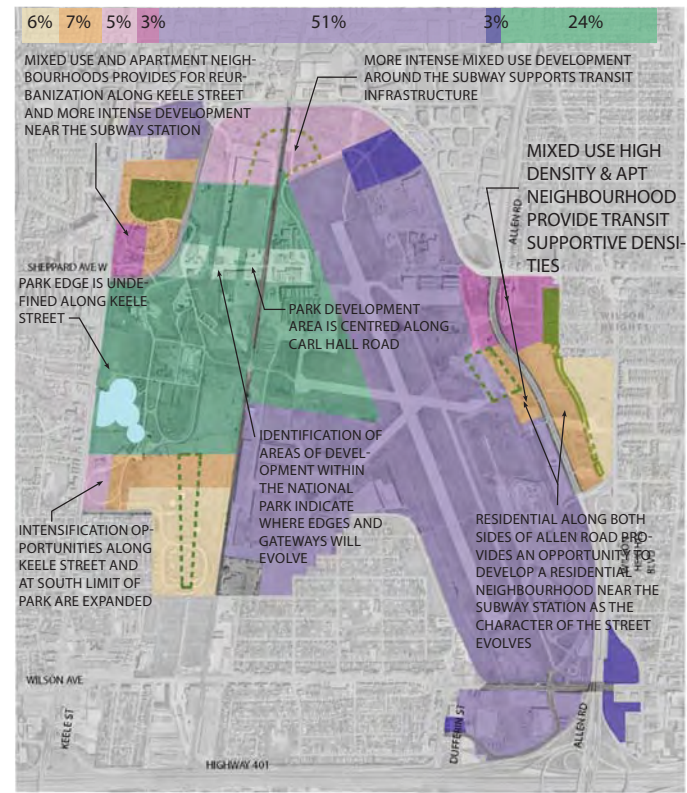 6% 7% 5% 3% 51% 3% 24%
MIXED USE AND APARTMENT NEIGH-
BOURHOODS PROVIDES FOR REUR-
BANIZATION ALONG KEELE STREET
AND MORE INTENSE DEVELOPMENT
NEAR THE SUBWAY STATION
MORE INTENSE MIXED USE DEVELOPMENT
AROUND THE SUBWAY SUPPORTS TRANSIT
INFRASTRUCTURE
MIXED USE HIGH
DENSITY & APT
NEIGHBOURHOOD
PROVIDE TRANSIT
SUPPORTIVE DENSI-
TIES
ALLEN RD
SHEPPARD AVE W
PARK EDGE IS UNDE-
FINED ALONG KEELE
STREET
PARK DEVELOPMENT
AREA IS CENTRED ALONG
CARL HALL ROAD
WILSON
HEIGHTS
IDENTIFICATION OF
AREAS OF DEVEL-
OPMENT WITHIN
THE NATIONAL
PARK INDICATE
WHERE EDGES AND
GATEWAYS WILL
EVOLVE
INTENSIFICATION OP-
PORTUNITIES ALONG
KEELE STREET AND
AT SOUTH LIMIT OF
PARK ARE EXPANDED
RESIDENTIAL ALONG BOTH
SIDES OF ALLEN ROAD PRO-
VIDES AN OPPORTUNITY TO
DEVELOP A RESIDENTIAL
NEIGHBOURHOOD NEAR THE
SUBWAY STATION AS THE
CHARACTER OF THE STREET
EVOLVES
WILSON AVE
KEELE ST
DUFFERIN ST
ALLEN RD
HIGHWAY 401